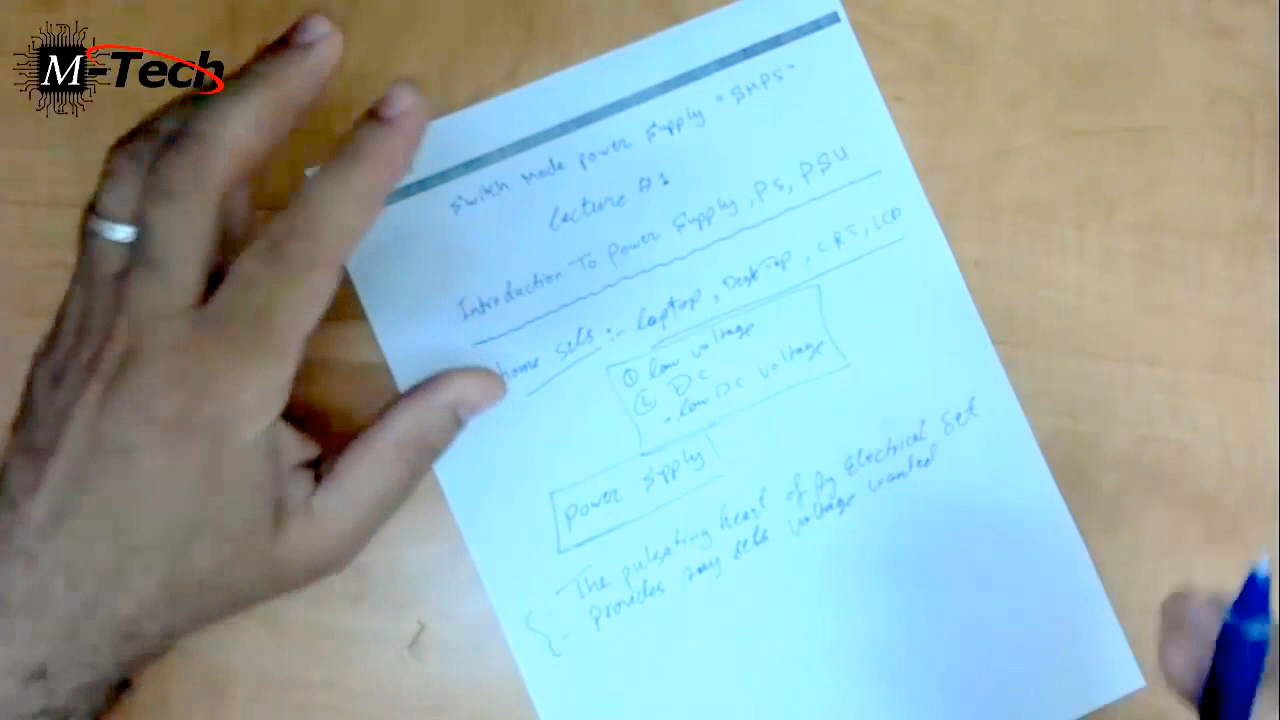 M-Tech
Switch Mode power Supply "SMPS"
Lecture #1
Introduction To Power Supply, PS, PSU
home sets :- Laptop, DeskTop, CRT, LCD
① low voltage
② DC
- low DC voltage
power supply
- The pulsating heart of Any Electrical Set
- provides Any sets voltage wanted